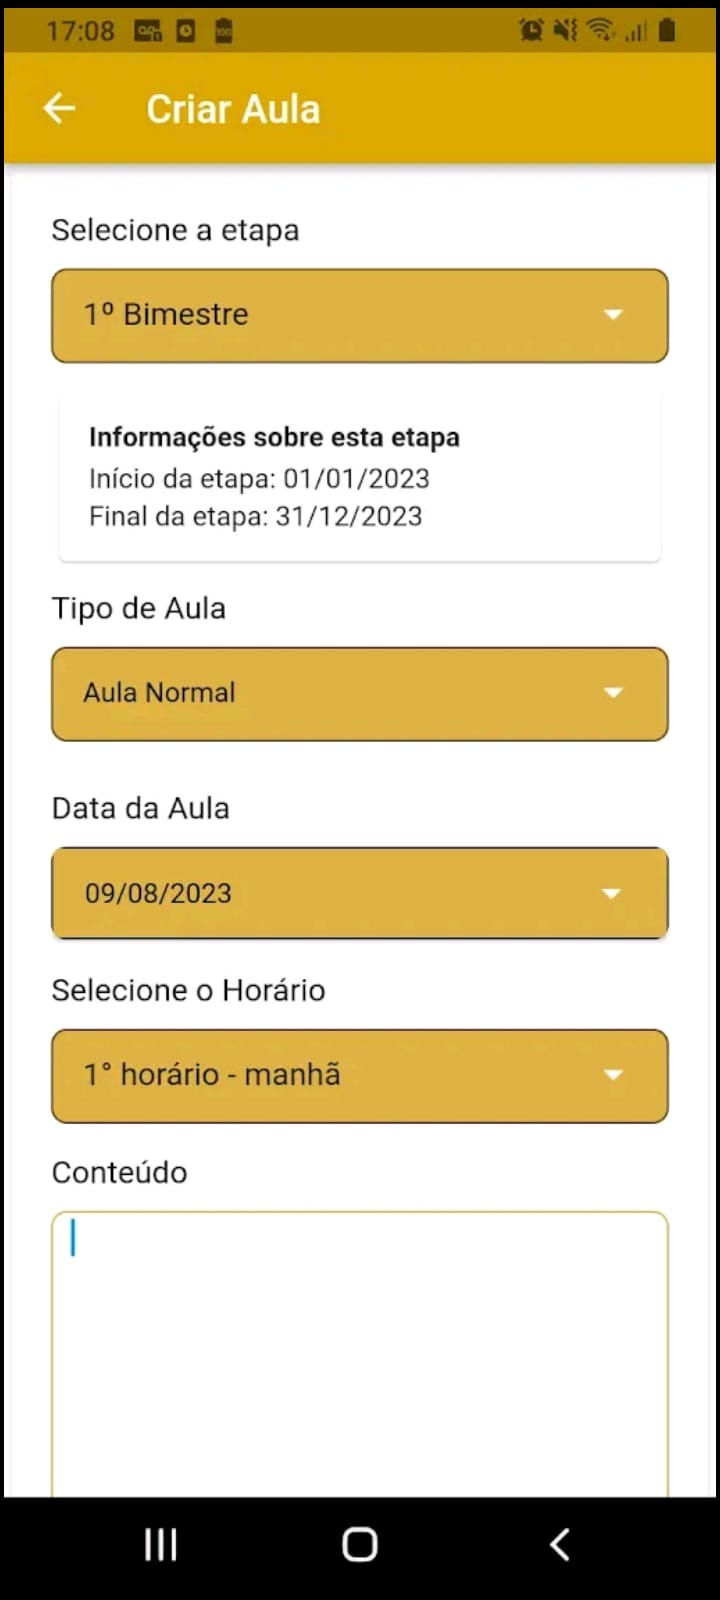 17:08
100
Criar Aula
Selecione a etapa
1º Bimestre
Informações sobre esta etapa
Início da etapa: 01/01/2023
Final da etapa: 31/12/2023
Tipo de Aula
Aula Normal
Data da Aula
09/08/2023
Selecione o Horário
1° horário - manhã
Conteúdo